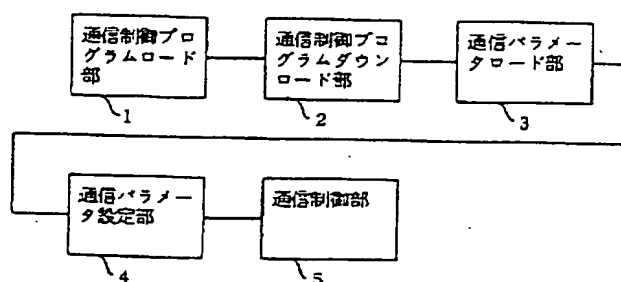 通信制御プロ
グラムロード
部
1
通信制御プロ
グラムダウン
ロード部
2
通信パラメー
タロード部
3
通信パラメー
タ設定部
4
通信制御部
5